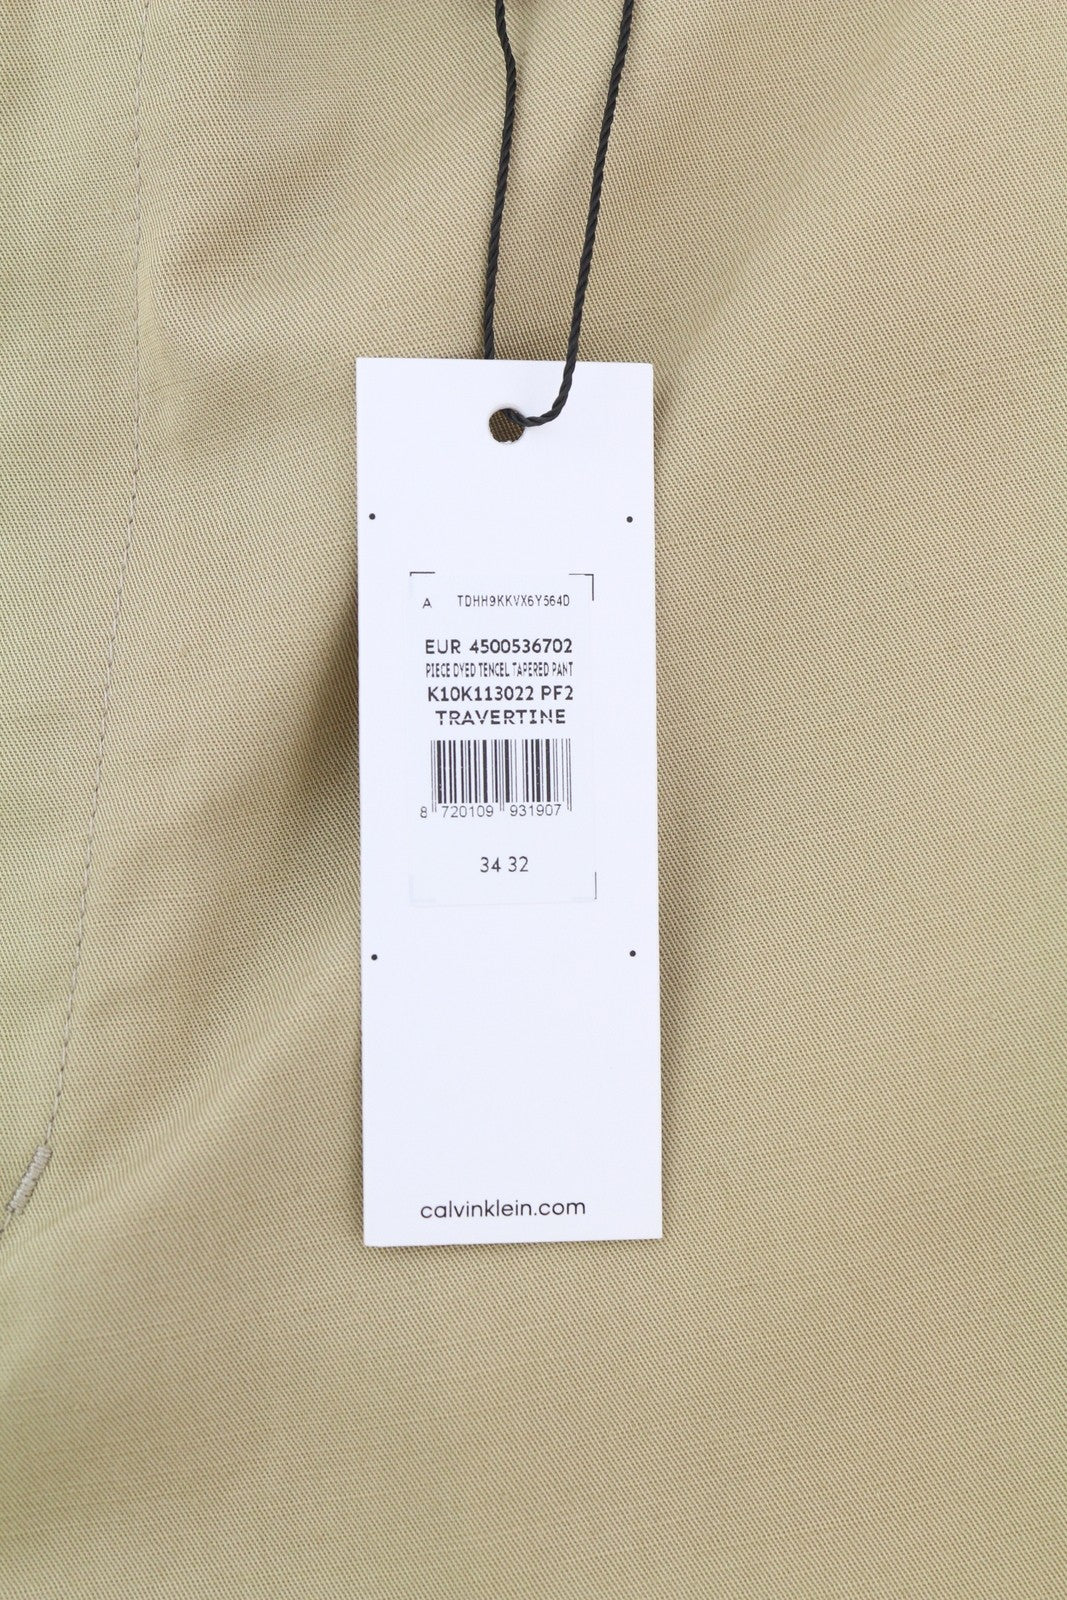 A TDHH9KKVX6Y564D
EUR 4500536702
PIECE DYED TENCEL TAPERED PANT
K10K113022 PF2
TRAVERTINE
8 720109 931907
34 32
calvinklein.com